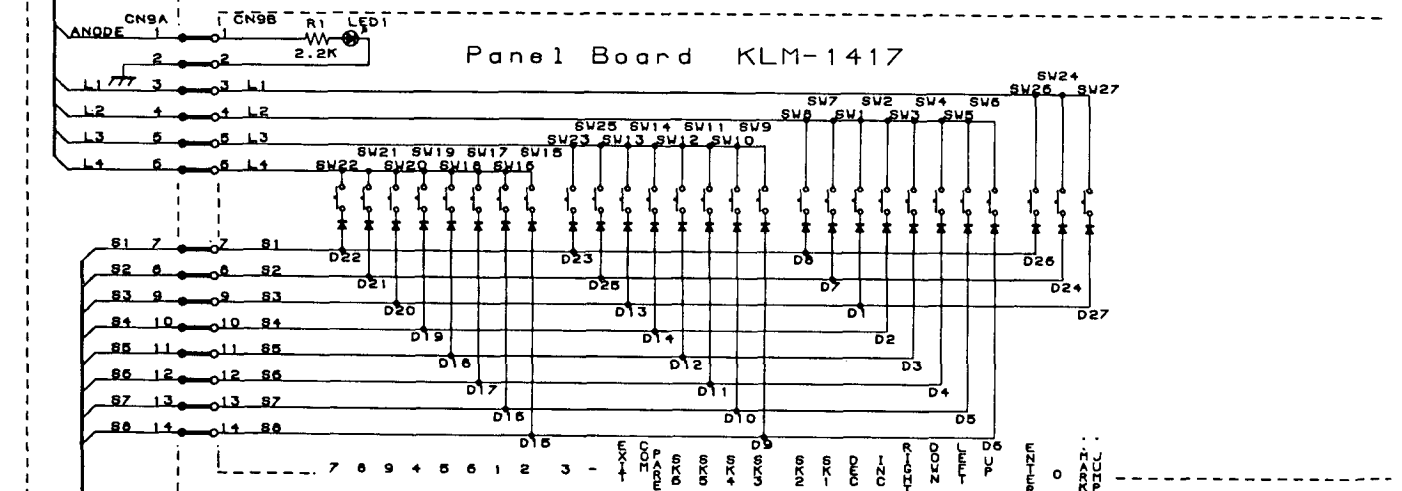 CN9A CN9B R1 LED1
ANODE 1 1
2.2K
2 2
Panel Board KLM-1417
L1 3 3 L1
L2 4 4 L2
L3 5 5 L3
L4 6 6 L4
SW24
SW26 SW27
SW7 SW2 SW4 SW6
SW8 SW1 SW3 SW5
SW25 SW14 SW11 SW9
SW23 SW13 SW12 SW10
SW21 SW19 SW17 SW15
SW22 SW20 SW18 SW16
S1 7 7 S1
D22 D23 D8 D26
S2 8 8 S2
D21 D25 D7 D24
S3 9 9 S3
D20 D13 D1 D27
S4 10 10 S4
D19 D14 D2
S5 11 11 S5
D18 D12 D3
S6 12 12 S6
D17 D11 D4
S7 13 13 S7
D16 D10 D5
S8 14 14 S8
D15 D9 D6
7 8 9 4 5 6 1 2 3 -
EXIT
COM
PARE
SK6
SK5
SK4
SK3
SK2
SK1
DEC
INC
RIGHT
DOWN
LEFT
UP
ENTER
0
.MARK
:JUMP